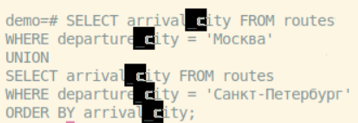 demo=# SELECT arrival_city FROM routes
WHERE departure_city = 'Москва'
UNION
SELECT arrival_city FROM routes
WHERE departure_city = 'Санкт-Петербург'
ORDER BY arrival_city;